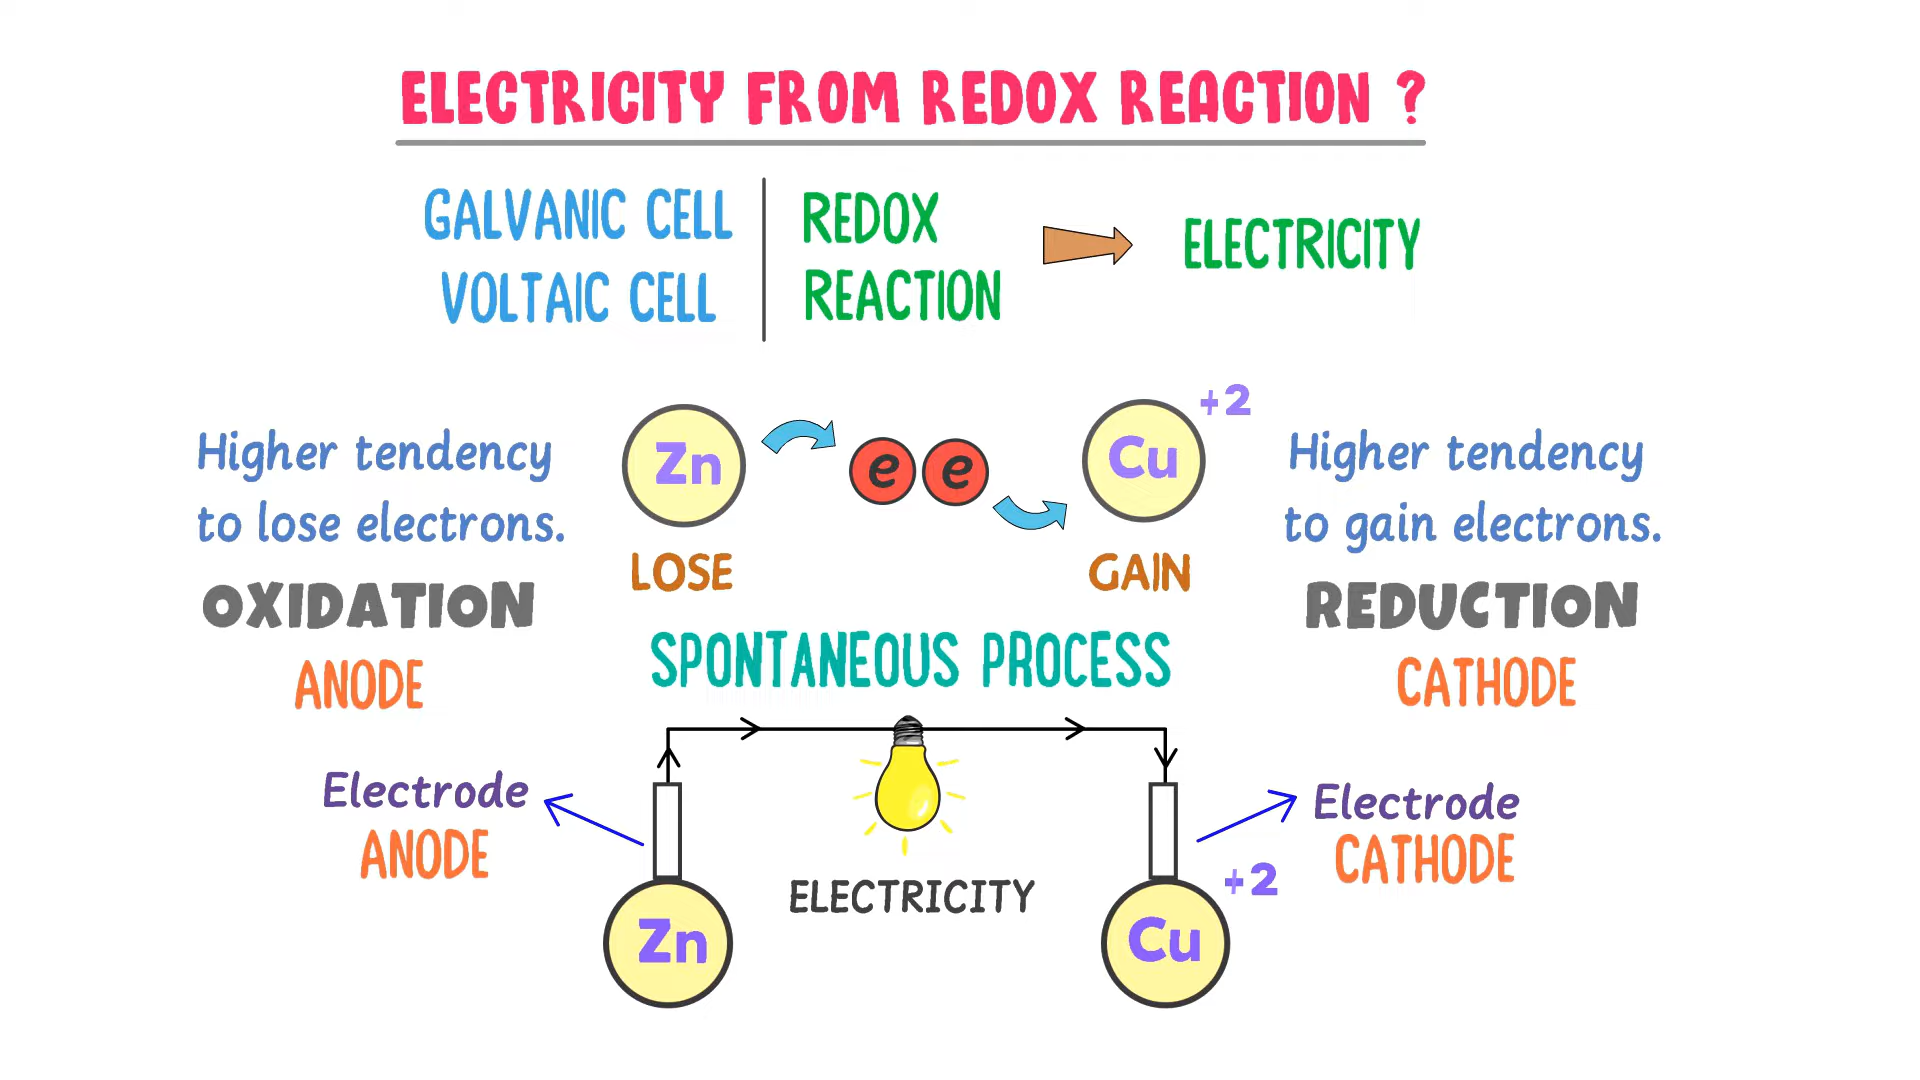 ELECTRICITY FROM REDOX REACTION ?
GALVANIC CELL
VOLTAIC CELL
REDOX
REACTION
ELECTRICITY
Higher tendency
to lose electrons.
OXIDATION
ANODE
Zn
LOSE
e e
Cu
+2
GAIN
Higher tendency
to gain electrons.
REDUCTION
CATHODE
SPONTANEOUS PROCESS
Electrode
ANODE
Zn
ELECTRICITY
Cu
+2
Electrode
CATHODE